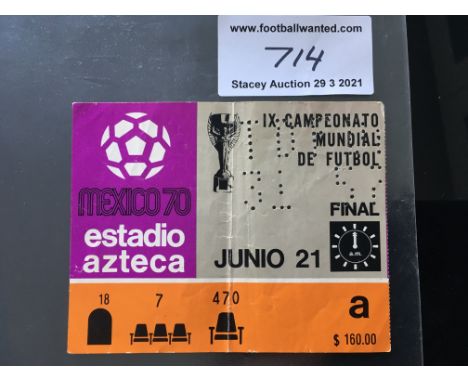 www.footballwanted.com
714
Stacey Auction 29 3 2021
IX CAMPEONATO
MUNDIAL
DE FUTBOL
MEXICO 70
FINAL
estadio
azteca
JUNIO 21
a.m.
18
7
470
a
$ 160.00